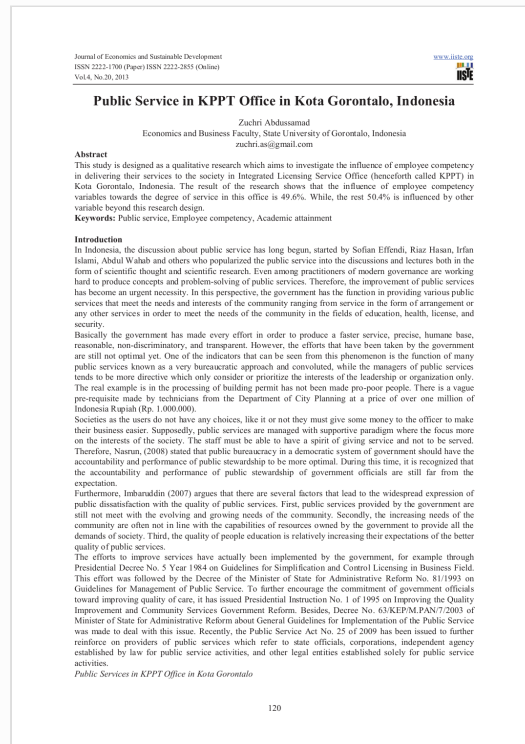 Journal of Economics and Sustainable Development
www.iiste.org
ISSN 2222-1700 (Paper) ISSN 2222-2855 (Online)
Vol.4, No.20, 2013
IISTE
Public Service in KPPT Office in Kota Gorontalo, Indonesia
Zuchri Abdussamad
Economics and Business Faculty, State University of Gorontalo, Indonesia
zuchri.as@gmail.com
Abstract
This study is designed as a qualitative research which aims to investigate the influence of employee competency
in delivering their services to the society in Integrated Licensing Service Office (henceforth called KPPT) in
Kota Gorontalo, Indonesia. The result of the research shows that the influence of employee competency
variables towards the degree of service in this office is 49.6%. While, the rest 50.4% is influenced by other
variable beyond this research design.
Keywords: Public service, Employee competency, Academic attainment
Introduction
In Indonesia, the discussion about public service has long begun, started by Sofian Effendi, Riaz Hasan, Irfan
Islami, Abdul Wahab and others who popularized the public service into the discussions and lectures both in the
form of scientific thought and scientific research. Even among practitioners of modern governance are working
hard to produce concepts and problem-solving of public services. Therefore, the improvement of public services
has become an urgent necessity. In this perspective, the government has the function in providing various public
services that meet the needs and interests of the community ranging from service in the form of arrangement or
any other services in order to meet the needs of the community in the fields of education, health, license, and
security.
Basically the government has made every effort in order to produce a faster service, precise, humane base,
reasonable, non-discriminatory, and transparent. However, the efforts that have been taken by the government
are still not optimal yet. One of the indicators that can be seen from this phenomenon is the function of many
public services known as a very bureaucratic approach and convoluted, while the managers of public services
tends to be more directive which only consider or prioritize the interests of the leadership or organization only.
The real example is in the processing of building permit has not been made pro-poor people. There is a vague
pre-requisite made by technicians from the Department of City Planning at a price of over one million of
Indonesia Rupiah (Rp. 1.000.000).
Societies as the users do not have any choices, like it or not they must give some money to the officer to make
their business easier. Supposedly, public services are managed with supportive paradigm where the focus more
on the interests of the society. The staff must be able to have a spirit of giving service and not to be served.
Therefore, Nasrun, (2008) stated that public bureaucracy in a democratic system of government should have the
accountability and performance of public stewardship to be more optimal. During this time, it is recognized that
the accountability and performance of public stewardship of government officials are still far from the
expectation.
Furthermore, Imbaruddin (2007) argues that there are several factors that lead to the widespread expression of
public dissatisfaction with the quality of public services. First, public services provided by the government are
still not meet with the evolving and growing needs of the community. Secondly, the increasing needs of the
community are often not in line with the capabilities of resources owned by the government to provide all the
demands of society. Third, the quality of people education is relatively increasing their expectations of the better
quality of public services.
The efforts to improve services have actually been implemented by the government, for example through
Presidential Decree No. 5 Year 1984 on Guidelines for Simplification and Control Licensing in Business Field.
This effort was followed by the Decree of the Minister of State for Administrative Reform No. 81/1993 on
Guidelines for Management of Public Service. To further encourage the commitment of government officials
toward improving quality of care, it has issued Presidential Instruction No. 1 of 1995 on Improving the Quality
Improvement and Community Services Government Reform. Besides, Decree No. 63/KEP/M.PAN/7/2003 of
Minister of State for Administrative Reform about General Guidelines for Implementation of the Public Service
was made to deal with this issue. Recently, the Public Service Act No. 25 of 2009 has been issued to further
reinforce on providers of public services which refer to state officials, corporations, independent agency
established by law for public service activities, and other legal entities established solely for public service
activities.
Public Services in KPPT Office in Kota Gorontalo
120